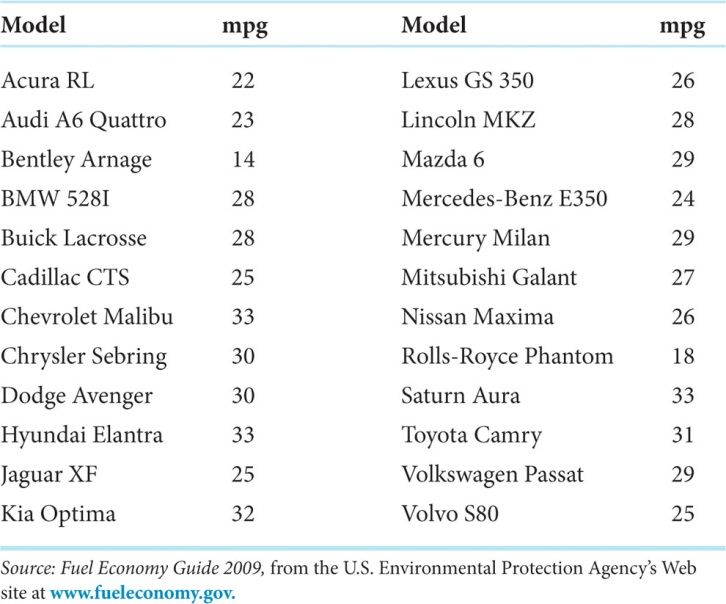 Model mpg Model mpg
Acura RL 22 Lexus GS 350 26
Audi A6 Quattro 23 Lincoln MKZ 28
Bentley Arnage 14 Mazda 6 29
BMW 528I 28 Mercedes-Benz E350 24
Buick Lacrosse 28 Mercury Milan 29
Cadillac CTS 25 Mitsubishi Galant 27
Chevrolet Malibu 33 Nissan Maxima 26
Chrysler Sebring 30 Rolls-Royce Phantom 18
Dodge Avenger 30 Saturn Aura 33
Hyundai Elantra 33 Toyota Camry 31
Jaguar XF 25 Volkswagen Passat 29
Kia Optima 32 Volvo S80 25
Source: Fuel Economy Guide 2009, from the U.S. Environmental Protection Agency’s Web
site at www.fueleconomy.gov.